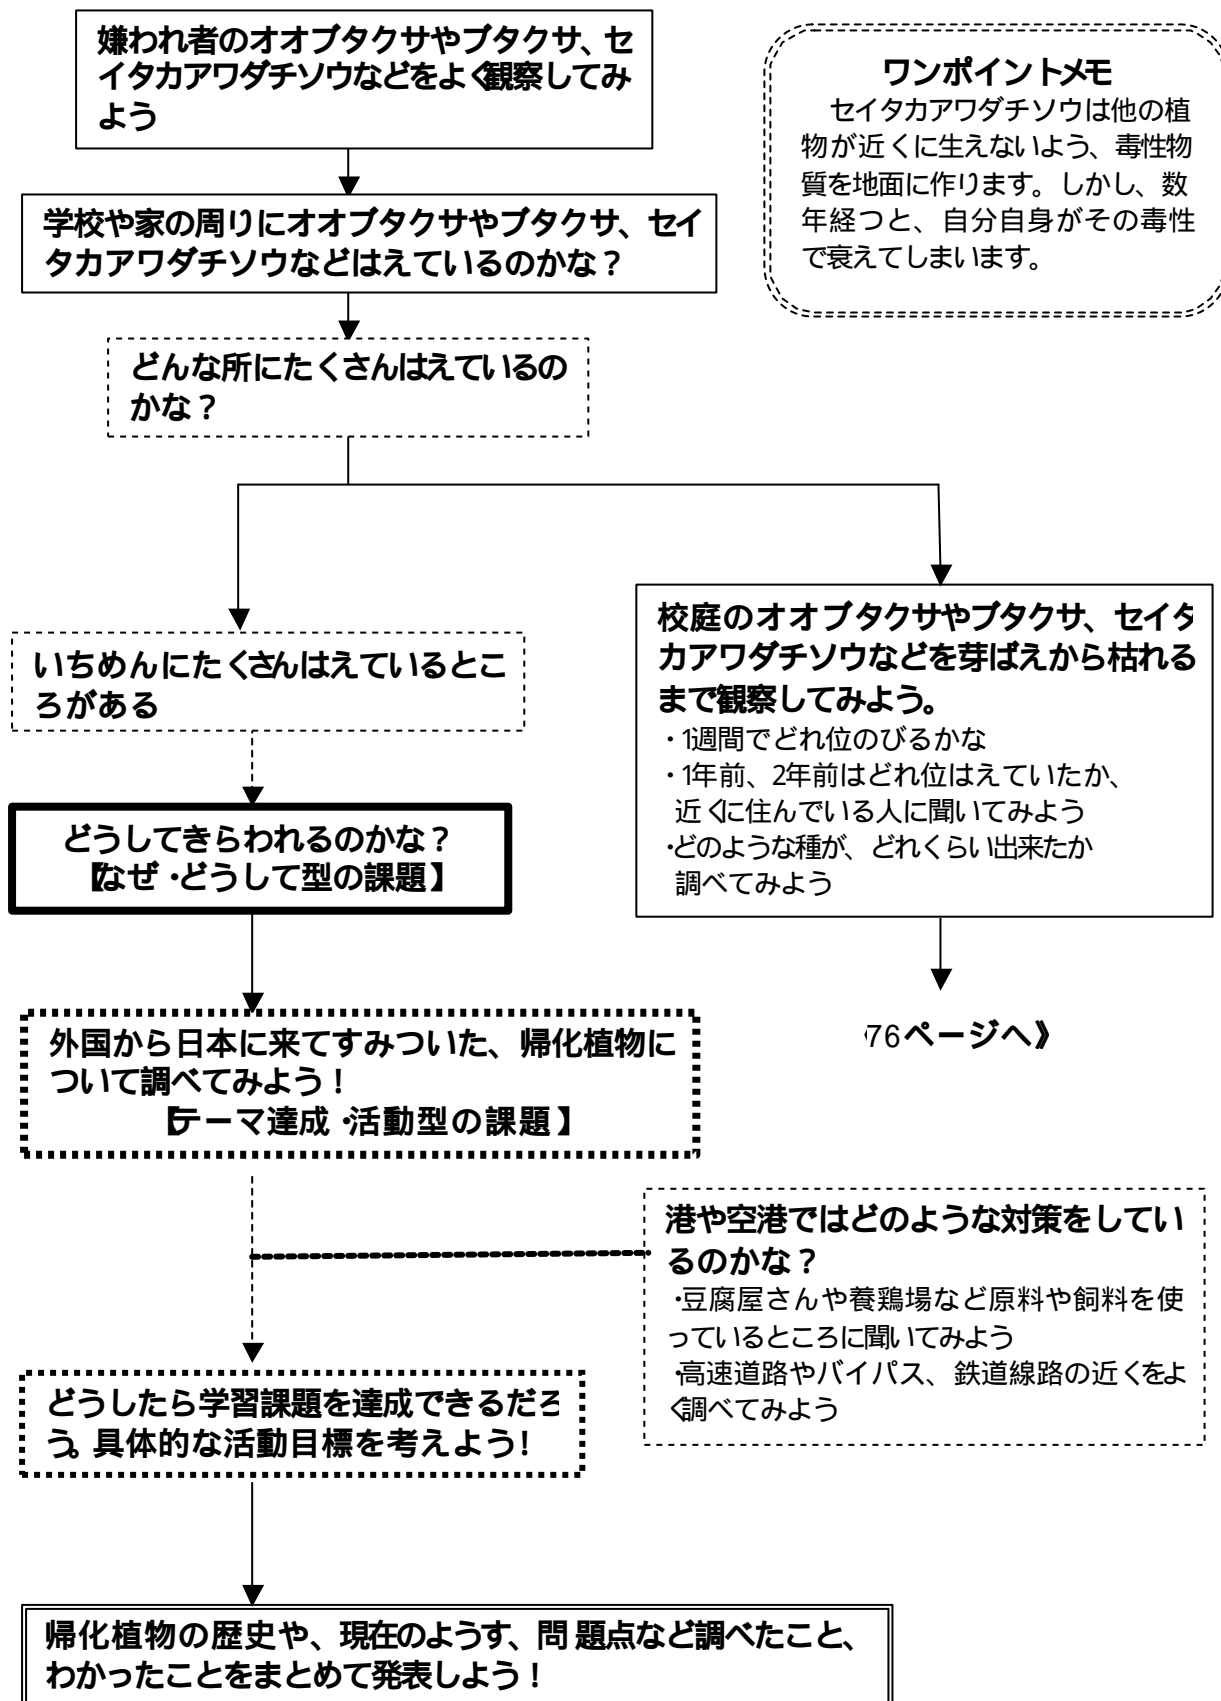 嫌われ者のオオブタクサやブタクサ、セ
イタカアワダチソウなどをよく観察してみ
よう
ワンポイントメモ
セイタカアワダチソウは他の植
物が近くに生えないよう、毒性物
質を地面に作ります。しかし、数
年経つと、自分自身がその毒性
で衰えてしまいます。
学校や家の周りにオオブタクサやブタクサ、セイ
タカアワダチソウなどはえているのかな？
どんな所にたくさんはえているの
かな？
いちめんにたくさんはえているとこ
ろがある
どうしてきらわれるのかな？
【なぜ・どうして型の課題】
校庭のオオブタクサやブタクサ、セイタ
カアワダチソウなどを芽ばえから枯れる
まで観察してみよう。
・1週間でどれ位のびるかな
・1年前、2年前はどれ位はえていたか、
近くに住んでいる人に聞いてみよう
・どのような種が、どれくらい出来たか
調べてみよう
76ページへ》
外国から日本に来てすみついた、帰化植物に
ついて調べてみよう！
【テーマ達成・活動型の課題】
港や空港ではどのような対策をしてい
るのかな？
・豆腐屋さんや養鶏場など原料や飼料を使
っているところに聞いてみよう
・高速道路やバイパス、鉄道線路の近くをよ
く調べてみよう
どうしたら学習課題を達成できるだろ
う。具体的な活動目標を考えよう！
帰化植物の歴史や、現在のようす、問題点など調べたこと、
わかったことをまとめて発表しよう！